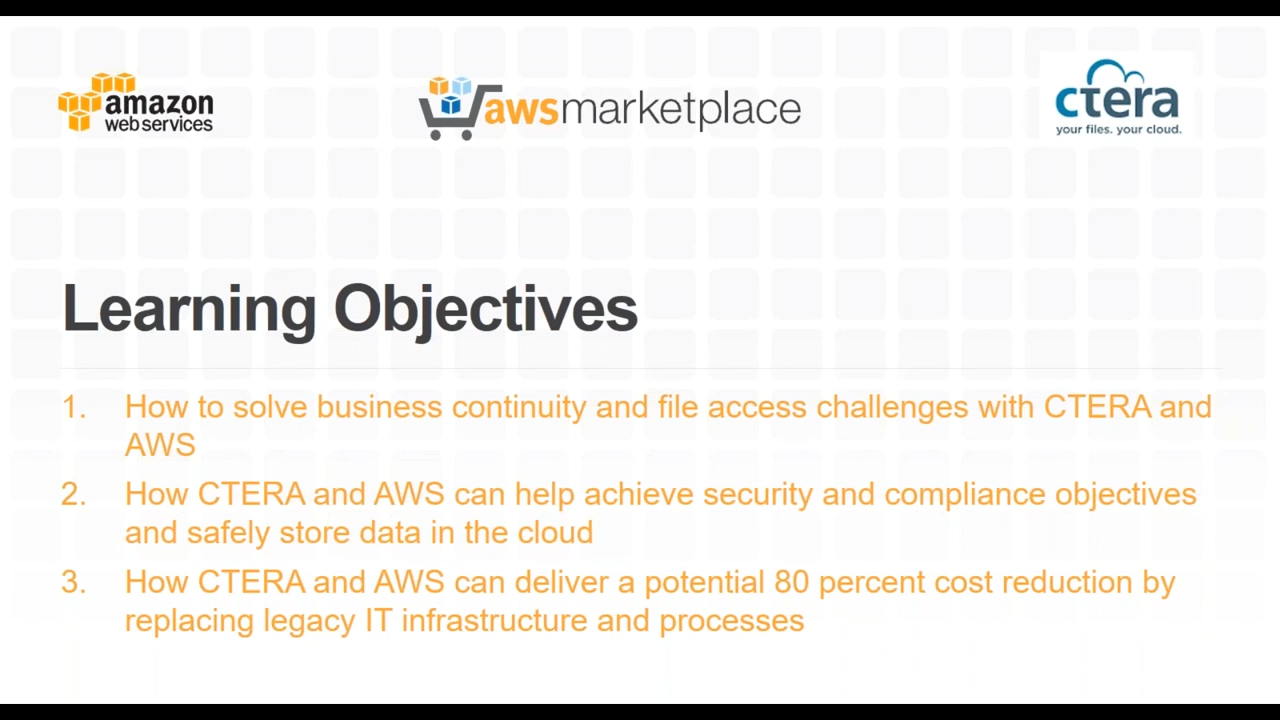 amazon
web services
awsmarketplace
ctera
your files. your cloud.
Learning Objectives
1. How to solve business continuity and file access challenges with CTERA and
AWS
2. How CTERA and AWS can help achieve security and compliance objectives
and safely store data in the cloud
3. How CTERA and AWS can deliver a potential 80 percent cost reduction by
replacing legacy IT infrastructure and processes